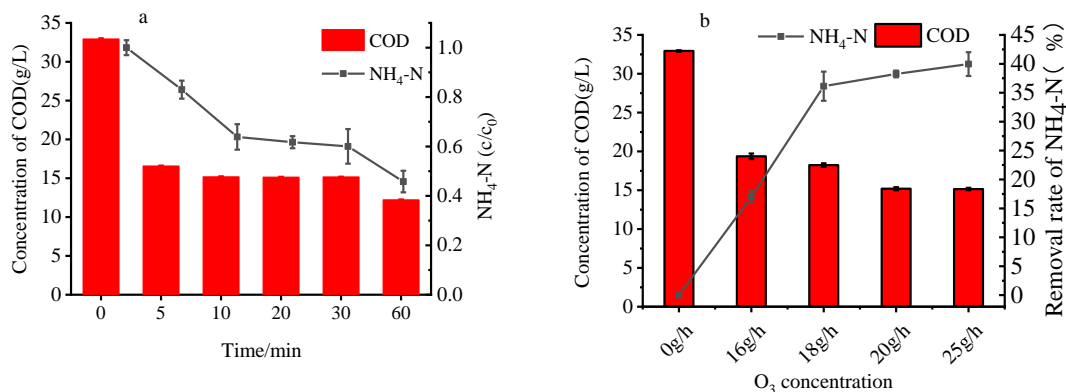 a
35
30
25
20
15
10
5
0
Concentration of COD(g/L)
COD
NH₄-N
1.0
0.8
0.6
0.4
0.2
0.0
NH₄-N (c/c₀)
0 5 10 20 30 60
Time/min
b
35
30
25
20
15
10
5
0
Concentration of COD(g/L)
NH₄-N COD
45
40
35
30
25
20
15
10
5
0
Removal rate of NH₄-N（%）
0g/h 16g/h 18g/h 20g/h 25g/h
O₃ concentration